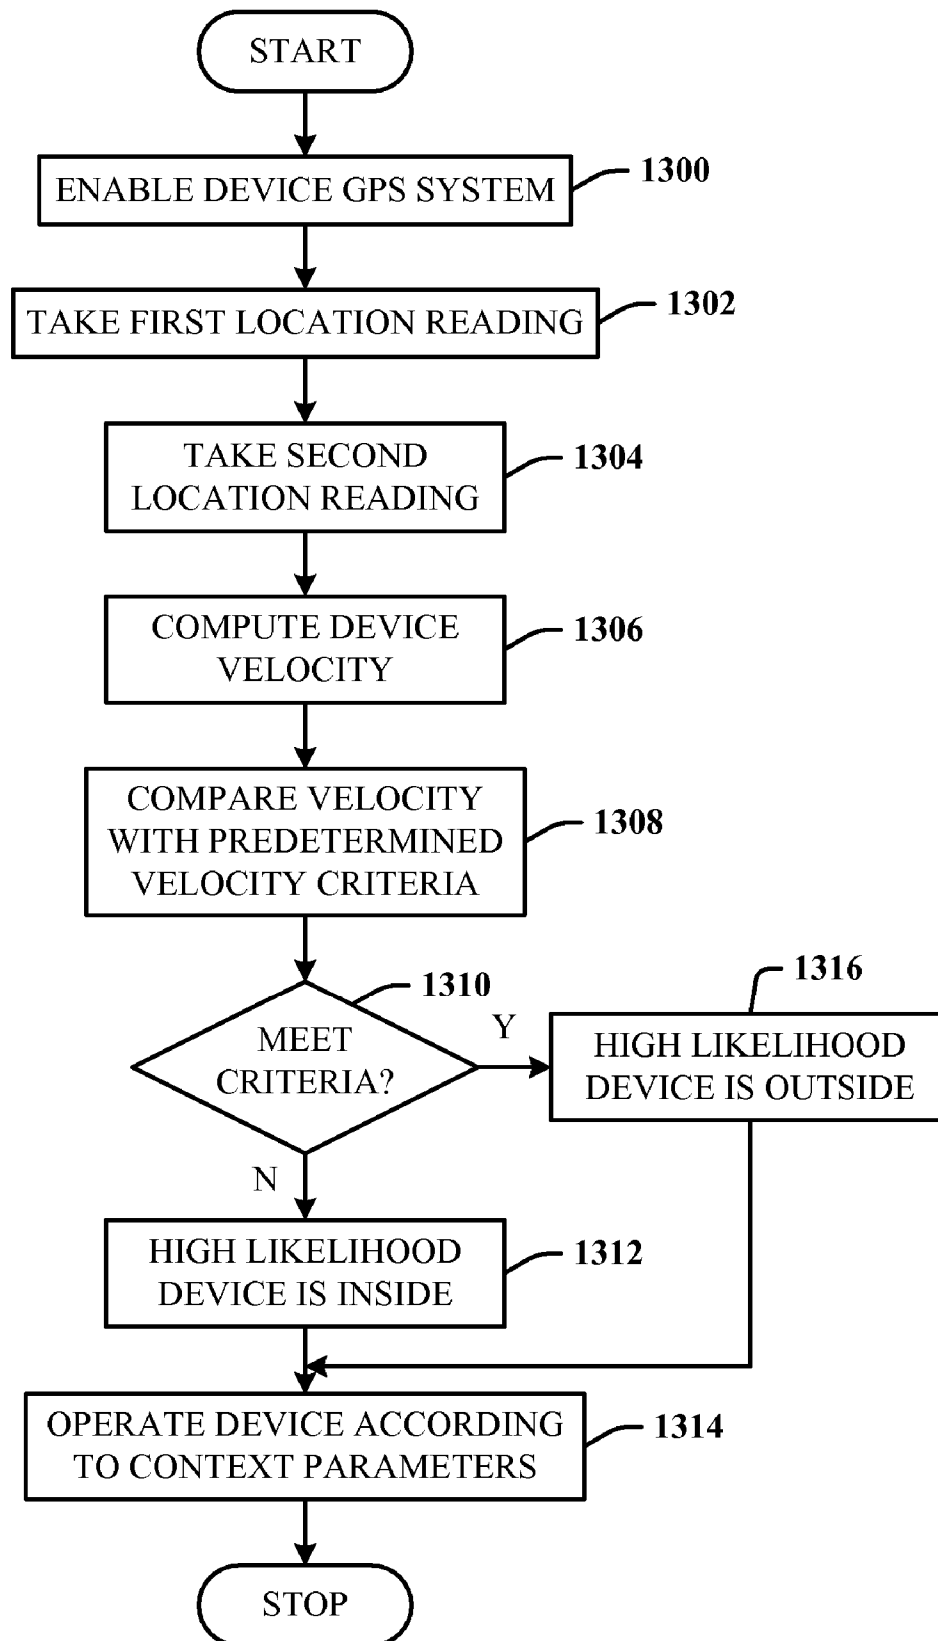 START
ENABLE DEVICE GPS SYSTEM
1300
TAKE FIRST LOCATION READING
1302
TAKE SECOND
LOCATION READING
1304
COMPUTE DEVICE
VELOCITY
1306
COMPARE VELOCITY
WITH PREDETERMINED
VELOCITY CRITERIA
1308
MEET
CRITERIA?
1310
Y
HIGH LIKELIHOOD
DEVICE IS OUTSIDE
1316
N
HIGH LIKELIHOOD
DEVICE IS INSIDE
1312
OPERATE DEVICE ACCORDING
TO CONTEXT PARAMETERS
1314
STOP